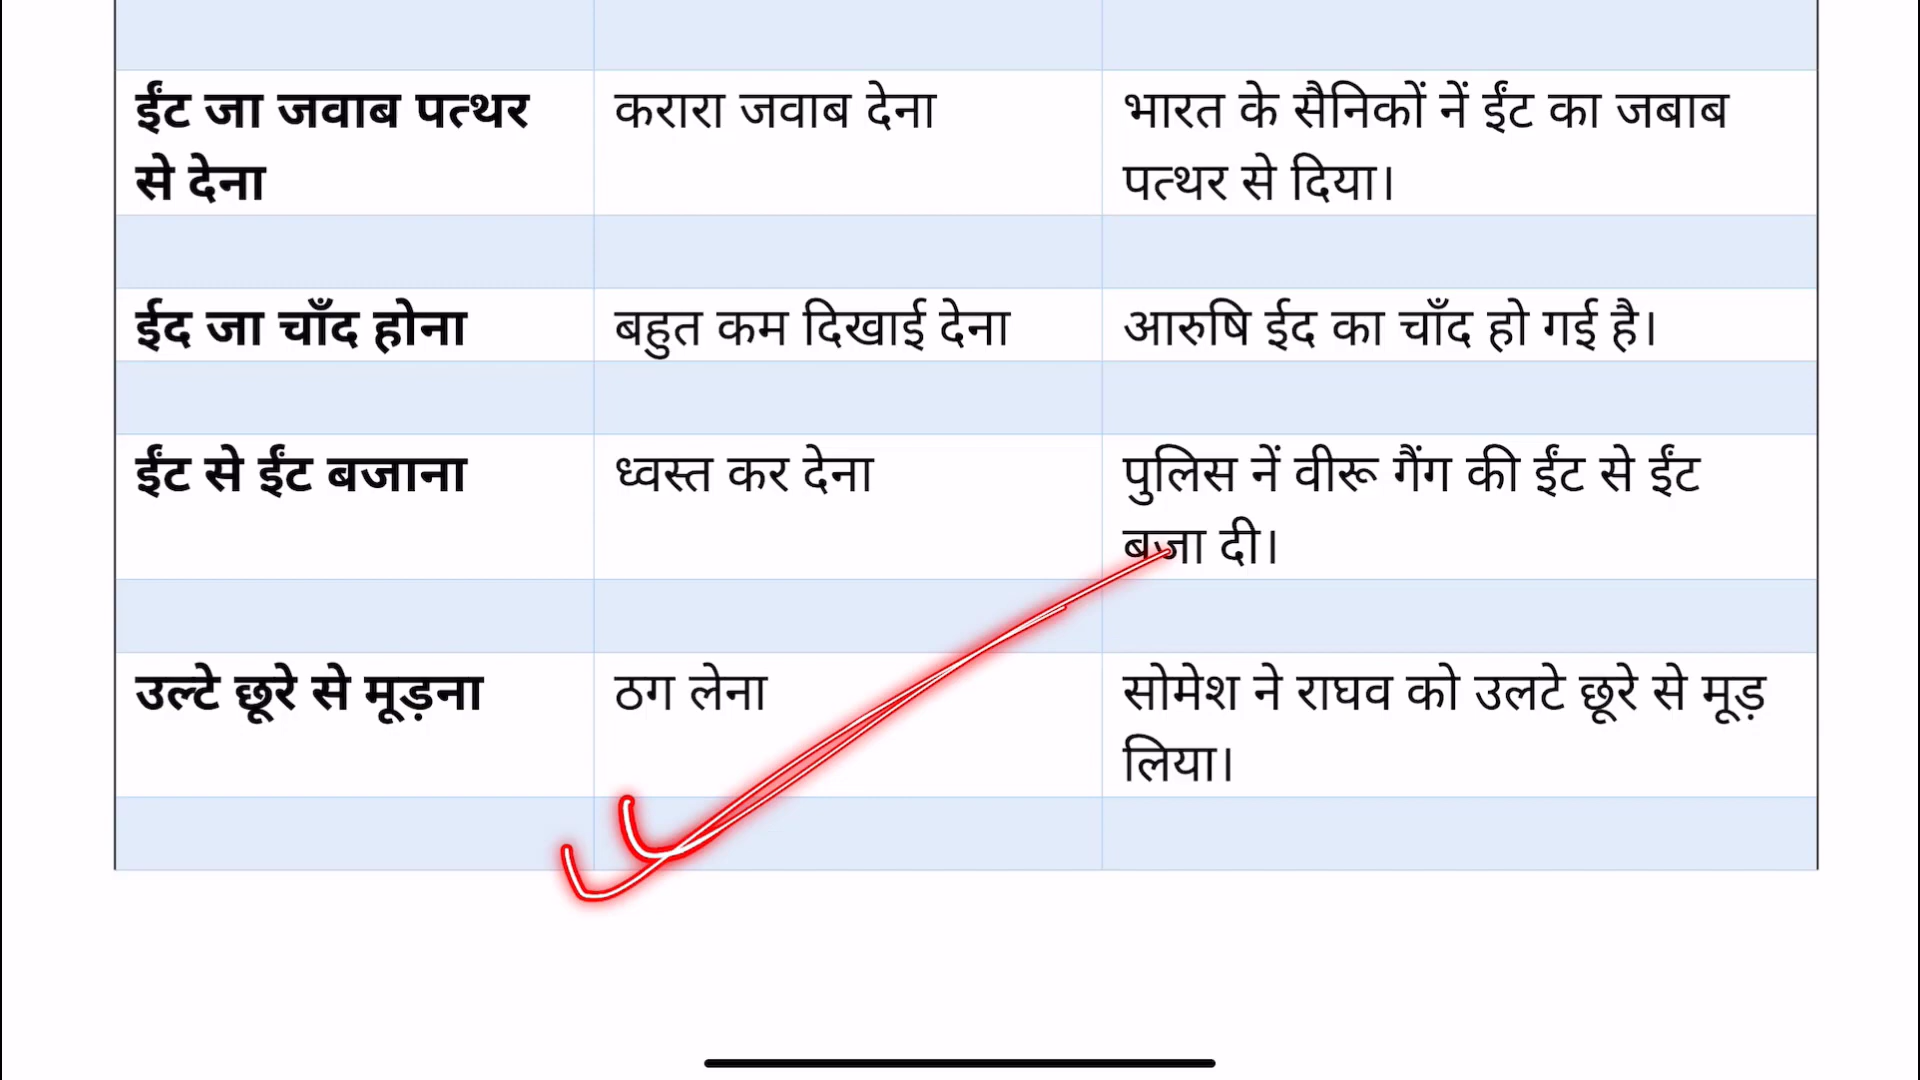 ईंट जा जवाब पत्थर
से देना
करारा जवाब देना
भारत के सैनिकों नें ईंट का जबाब
पत्थर से दिया।
ईद जा चाँद होना
बहुत कम दिखाई देना
आरुषि ईद का चाँद हो गई है।
ईंट से ईंट बजाना
ध्वस्त कर देना
पुलिस नें वीरू गैंग की ईंट से ईंट
बजा दी।
उल्टे छूरे से मूड़ना
ठग लेना
सोमेश ने राघव को उलटे छूरे से मूड़
लिया।